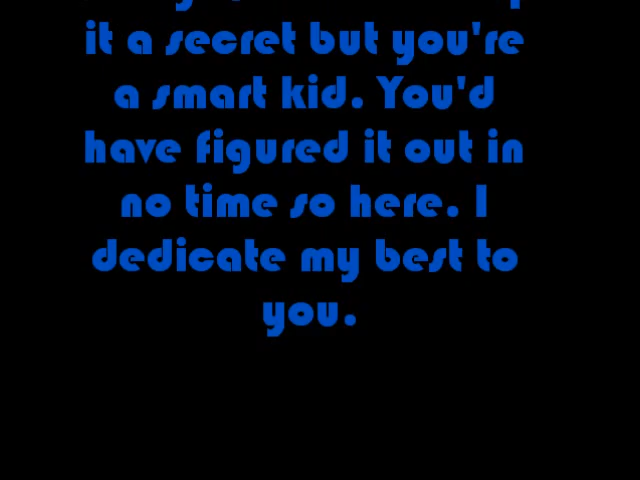 it a secret but you're
a smart kid. You'd
have figured it out in
no time so here. I
dedicate my best to
you.